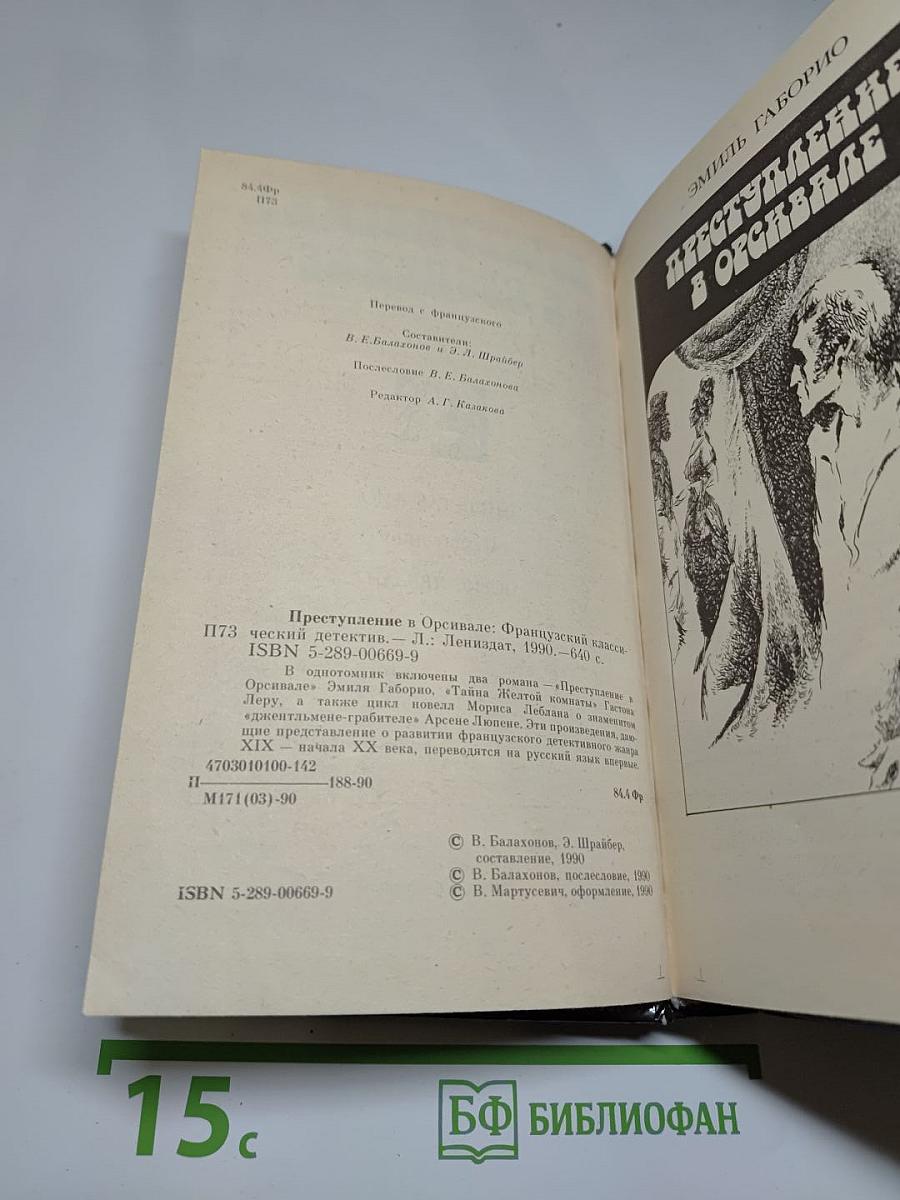 84.4Фр
П73
Перевод с французского
Составители:
В. Е.Балахонов и Э. Л. Шрайбер
Послесловие В. Е. Балахонова
Редактор А. Г. Казакова
Преступление в Орсивале: Французский класси-
П73 ческий детектив.— Л.: Лениздат, 1990.—640 с.
ISBN 5-289-00669-9
В однотомник включены два романа —«Преступление в
Орсивале» Эмиля Габорио, «Тайна Желтой комнаты» Гастона
Леру, а также цикл новелл Мориса Леблана о знаменитом
«джентльмене-грабителе» Арсене Люпене. Эти произведения, даю-
щие представление о развитии французского детективного жанра
XIX — начала XX века, переводятся на русский язык впервые.
4703010100-142
П————————188-90
М171(03)-90
84.4 Фр
© В. Балахонов, Э. Шрайбер,
составление, 1990
© В. Балахонов, послесловие, 1990
© В. Мартусевич, оформление, 1990
ISBN 5-289-00669-9
ЭМИЛЬ ГАБОРИО
ПРЕСТУПЛЕНИЕ
В ОРСИВАЛЕ
15 с
БФ БИБЛИОФАН